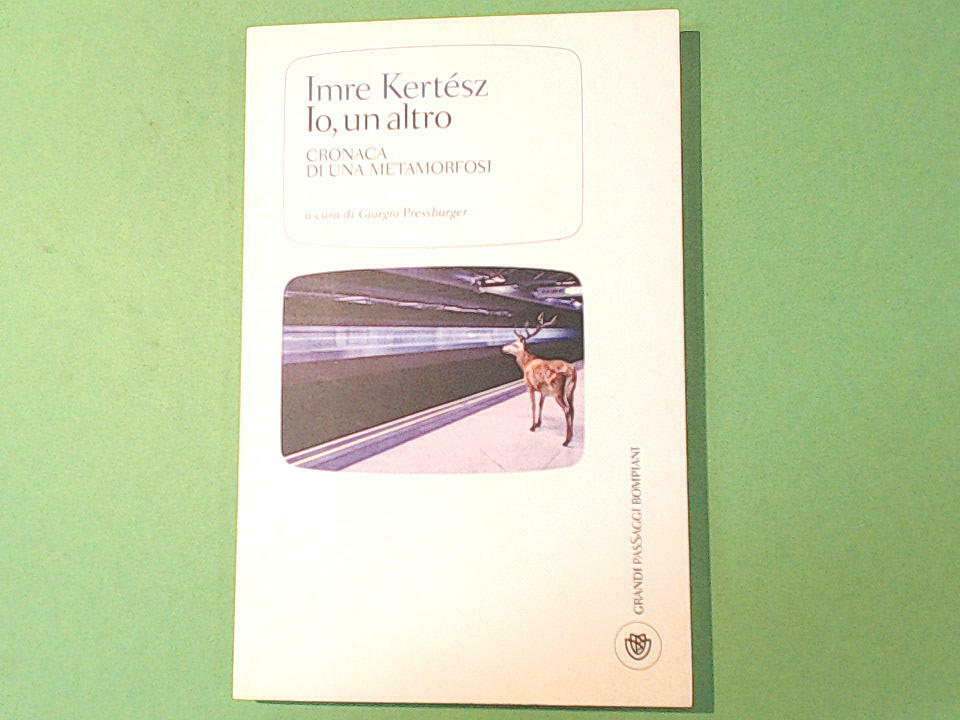 Imre Kertész
Io, un altro
CRONACA
DI UNA METAMORFOSI
a cura di Giorgio Pressburger
GRANDI PASSAGGI BOMPIANI